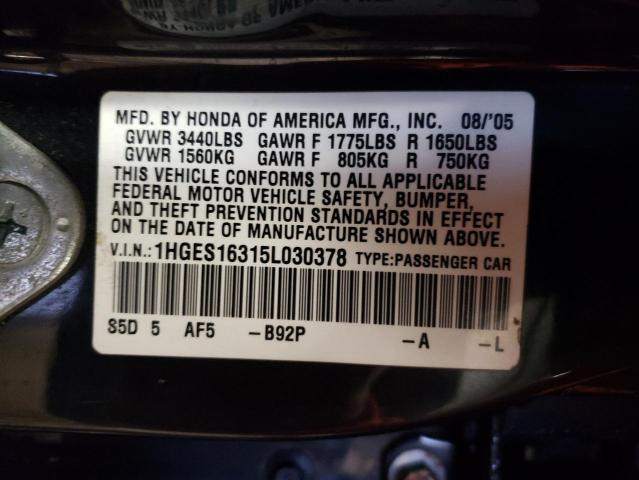 MFD. BY HONDA OF AMERICA MFG., INC. 08/'05
GVWR 3440LBS GAWR F 1775LBS R 1650LBS
GVWR 1560KG GAWR F 805KG R 750KG
THIS VEHICLE CONFORMS TO ALL APPLICABLE
FEDERAL MOTOR VEHICLE SAFETY, BUMPER,
AND THEFT PREVENTION STANDARDS IN EFFECT
ON THE DATE OF MANUFACTURE SHOWN ABOVE.
V.I.N.: 1HGES16315L030378 TYPE:PASSENGER CAR
S5D 5 AF5 -B92P -A -L